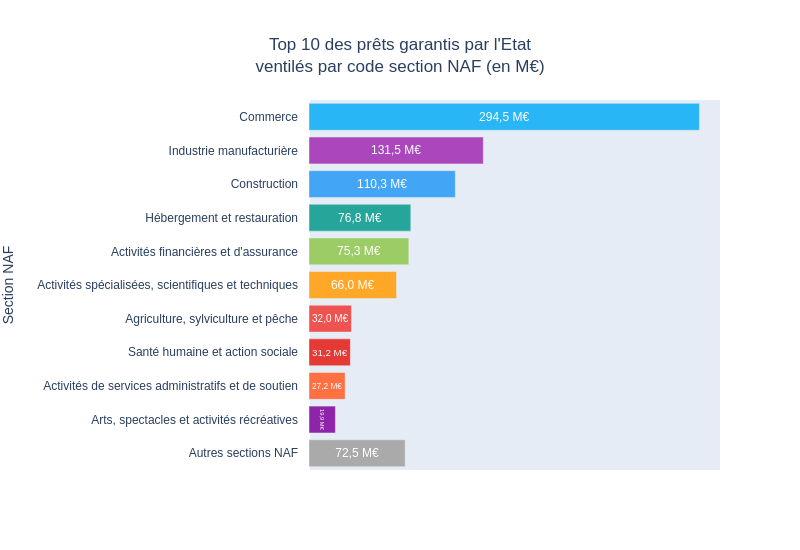 Top 10 des prêts garantis par l'Etat
ventilés par code section NAF (en M€)
Section NAF
Commerce 294,5 M€
Industrie manufacturière 131,5 M€
Construction 110,3 M€
Hébergement et restauration 76,8 M€
Activités financières et d'assurance 75,3 M€
Activités spécialisées, scientifiques et techniques 66,0 M€
Agriculture, sylviculture et pêche 32,0 M€
Santé humaine et action sociale 31,2 M€
Activités de services administratifs et de soutien 27,2 M€
Arts, spectacles et activités récréatives
Autres sections NAF 72,5 M€